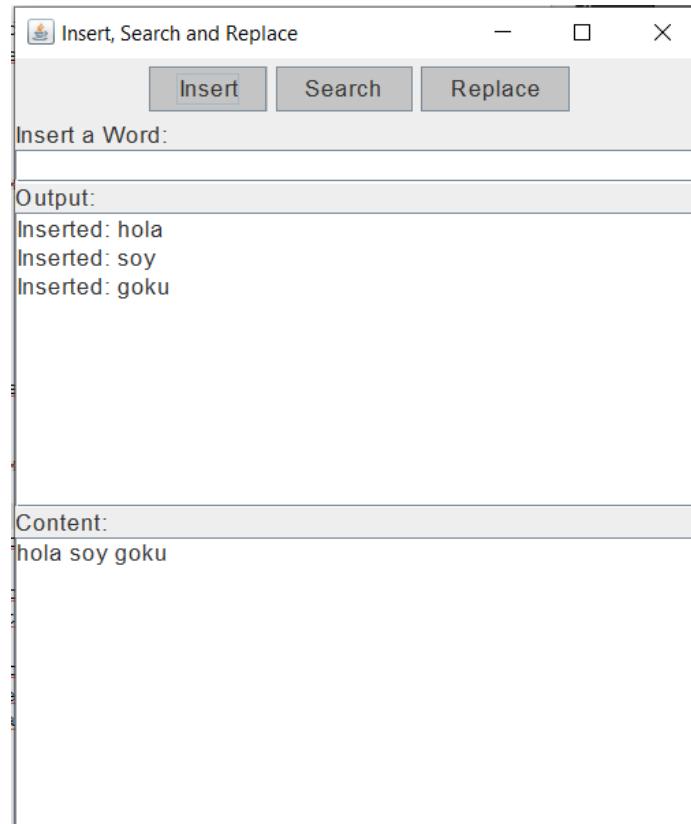 Insert, Search and Replace
Insert Search Replace
Insert a Word:
Output:
Inserted: hola
Inserted: soy
Inserted: goku
Content:
hola soy goku